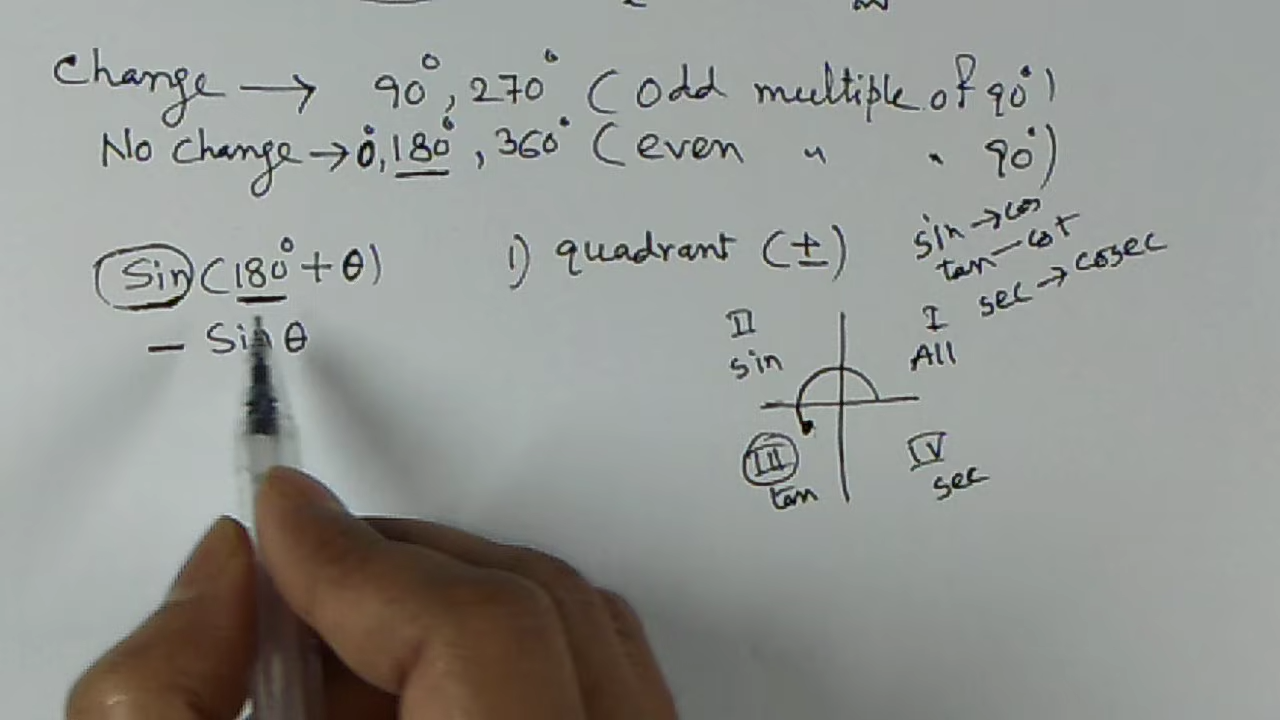 Change → 90°, 270° (odd multiple of 90°)
No change → 0°, 180°, 360° (even " " 90°)
Sin (180° + θ)
- Sin θ
1) quadrant (±)
sin → cos
tan — cot
sec → cosec
II
sin
I
All
III
tan
IV
sec